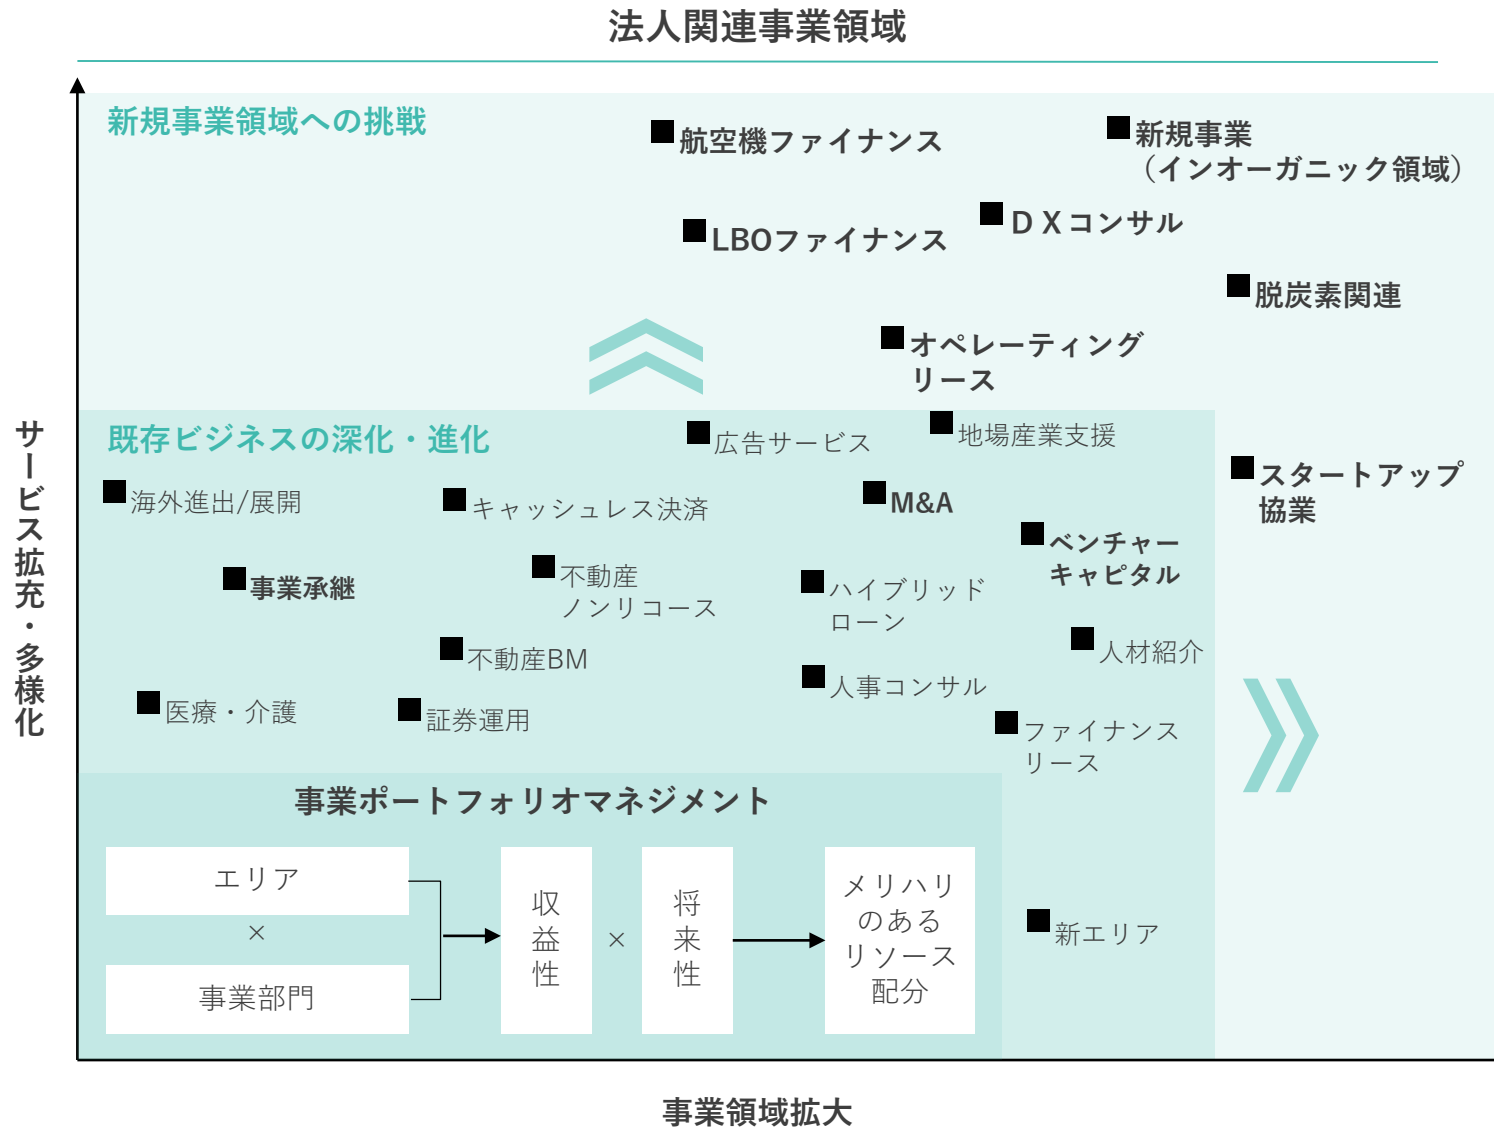 法人関連事業領域
新規事業領域への挑戦
航空機ファイナンス
新規事業
（インオーガニック領域）
LBOファイナンス
ＤＸコンサル
脱炭素関連
オペレーティング
リース
既存ビジネスの深化・進化
広告サービス
地場産業支援
海外進出/展開
キャッシュレス決済
M&A
スタートアップ
協業
ベンチャー
キャピタル
事業承継
不動産
ノンリコース
ハイブリッド
ローン
不動産BM
人材紹介
医療・介護
証券運用
人事コンサル
ファイナンス
リース
事業ポートフォリオマネジメント
エリア
×
事業部門
収益性
×
将来性
メリハリ
のある
リソース
配分
新エリア
サービス拡充・多様化
事業領域拡大